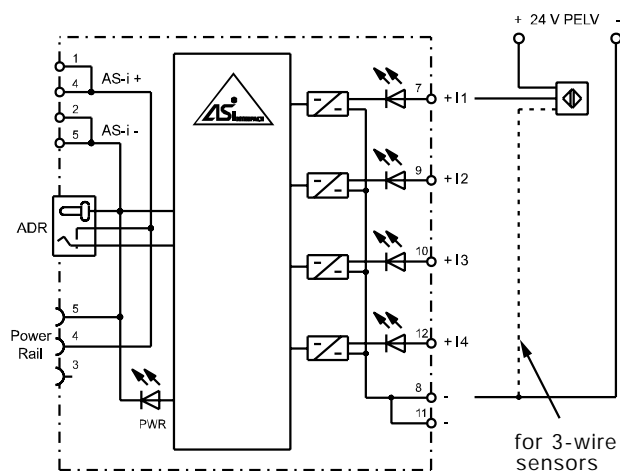 + 24 V PELV -
1
AS-i +
4
2
AS-i -
5
ADR
5
Power
Rail
4
3
PWR
ASi
INTERFACE
7
+I1
9
+I2
10
+I3
12
+I4
8
-
11
-
for 3-wire
sensors